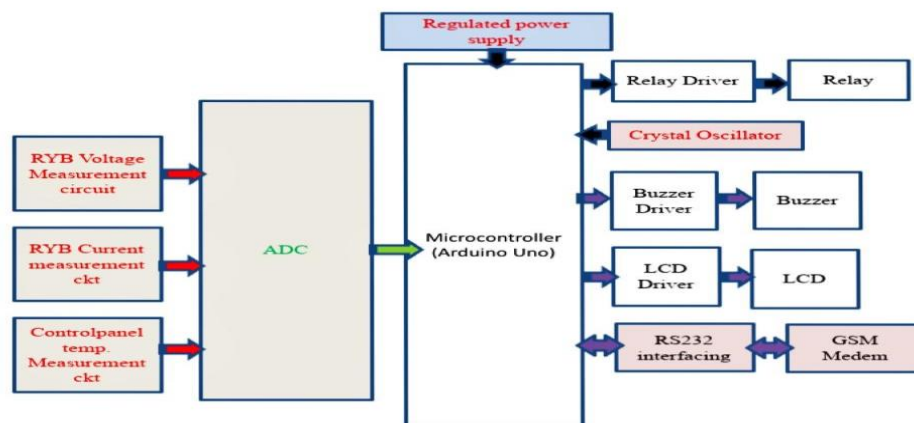 Regulated power
supply
Relay Driver
Relay
Crystal Oscillator
RYB Voltage
Measurement
circuit
Buzzer
Driver
Buzzer
RYB Current
measurement
ckt
ADC
Microcontroller
(Arduino Uno)
LCD
Driver
LCD
Controlpanel
temp.
Measurement
ckt
RS232
interfacing
GSM
Medem